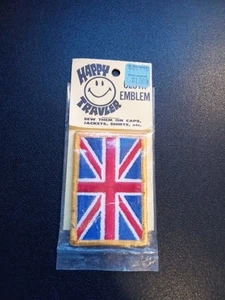 HAPPY
CLOTH
TRAVLER
EMBLEM
SEW THEM ON CAPS,
JACKETS, SHIRTS, etc.